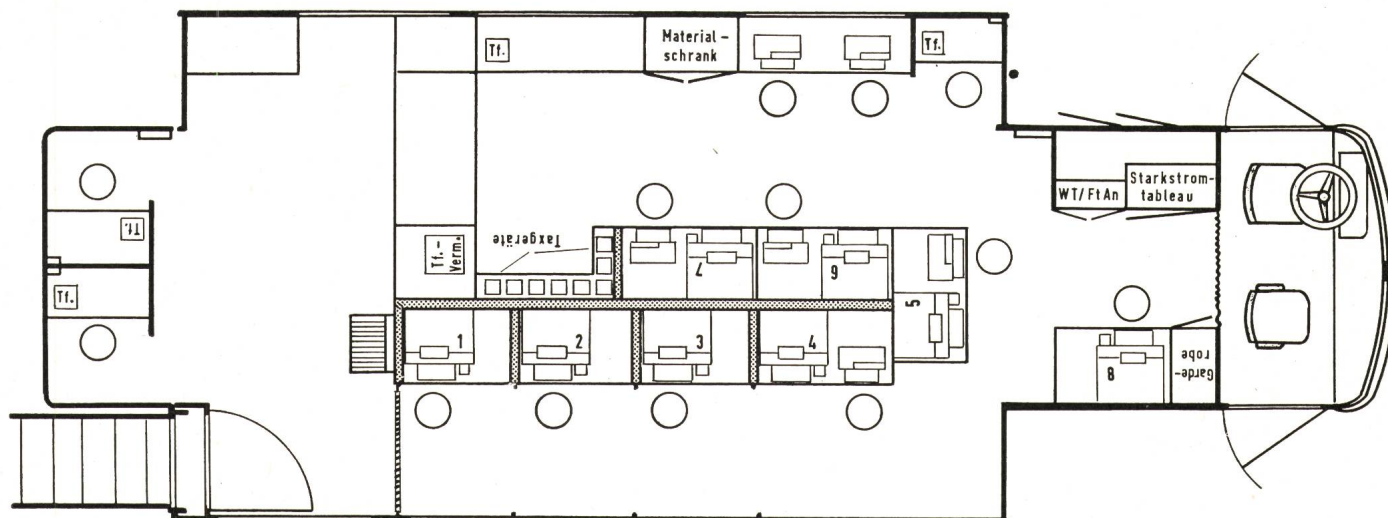 Tf.
Material-
schrank
Tf.
WT/FtAn
Starkstrom-
tableau
Tf.
Tf.
Tf.-
Verm.
Taxgeräte
7
6
5
1
2
3
4
8
Garde-
robe